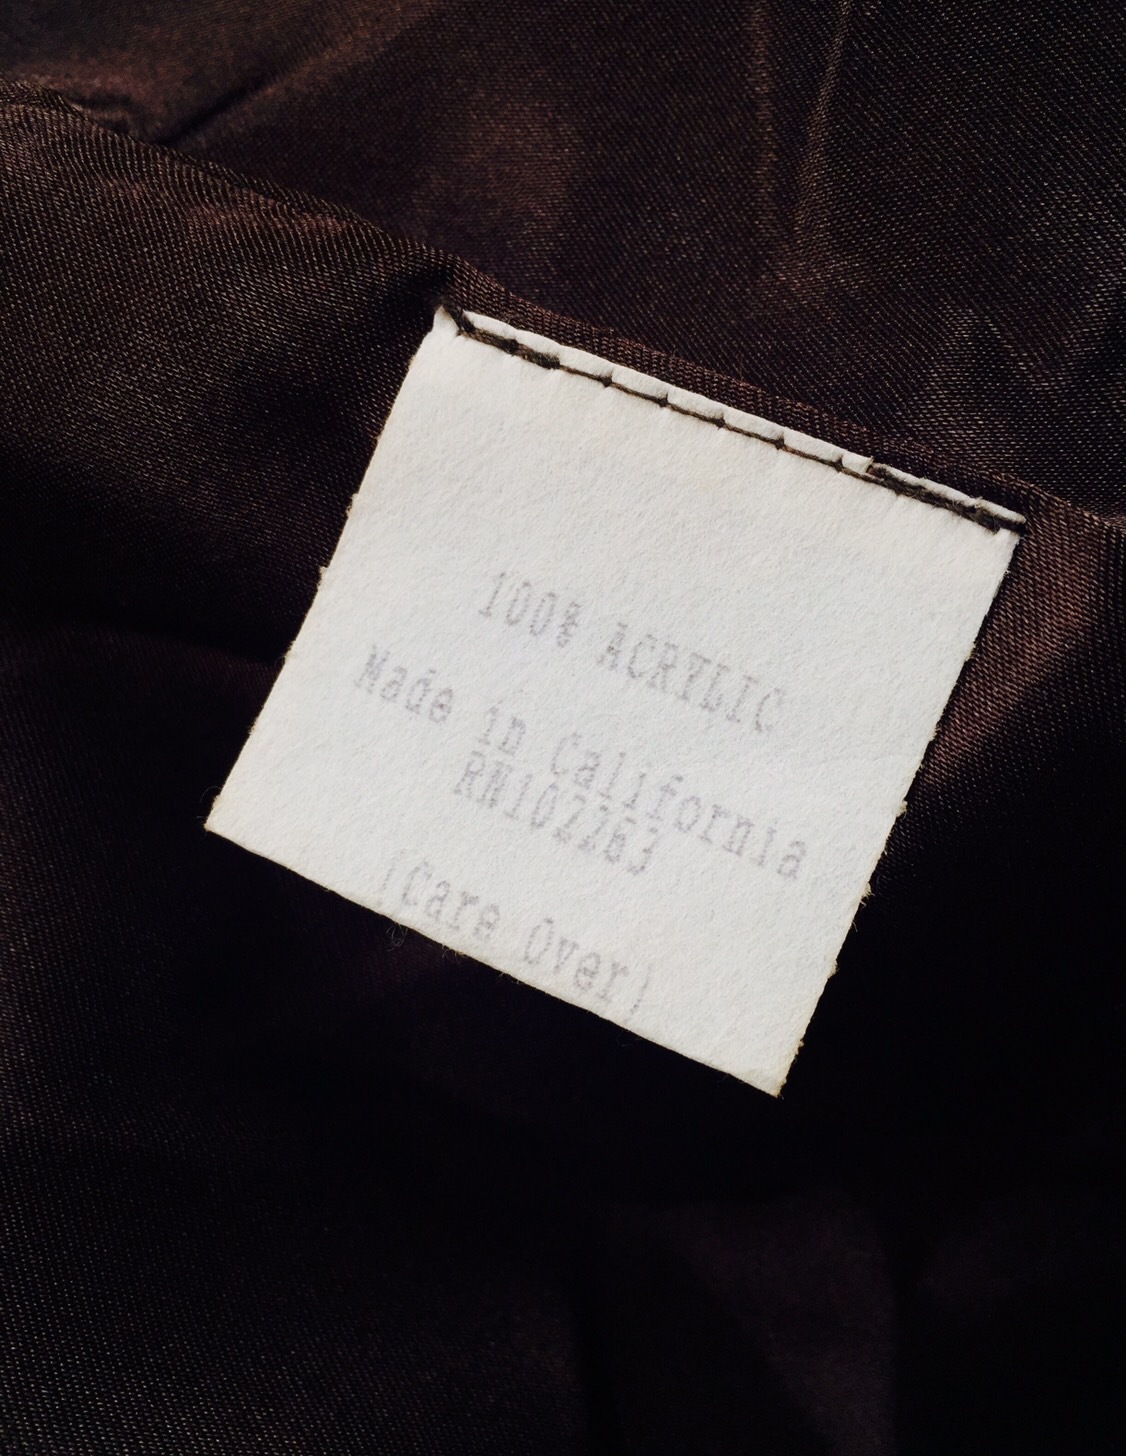 100% ACRYLIC
Made in California
RN102263
(Care Over)